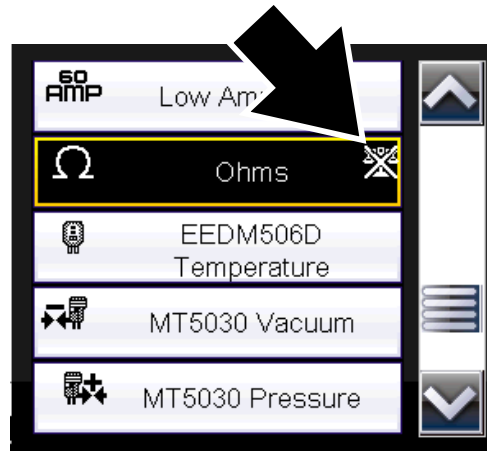 60
AMP
Low Am
Ω
Ohms
EEDM506D
Temperature
MT5030 Vacuum
MT5030 Pressure